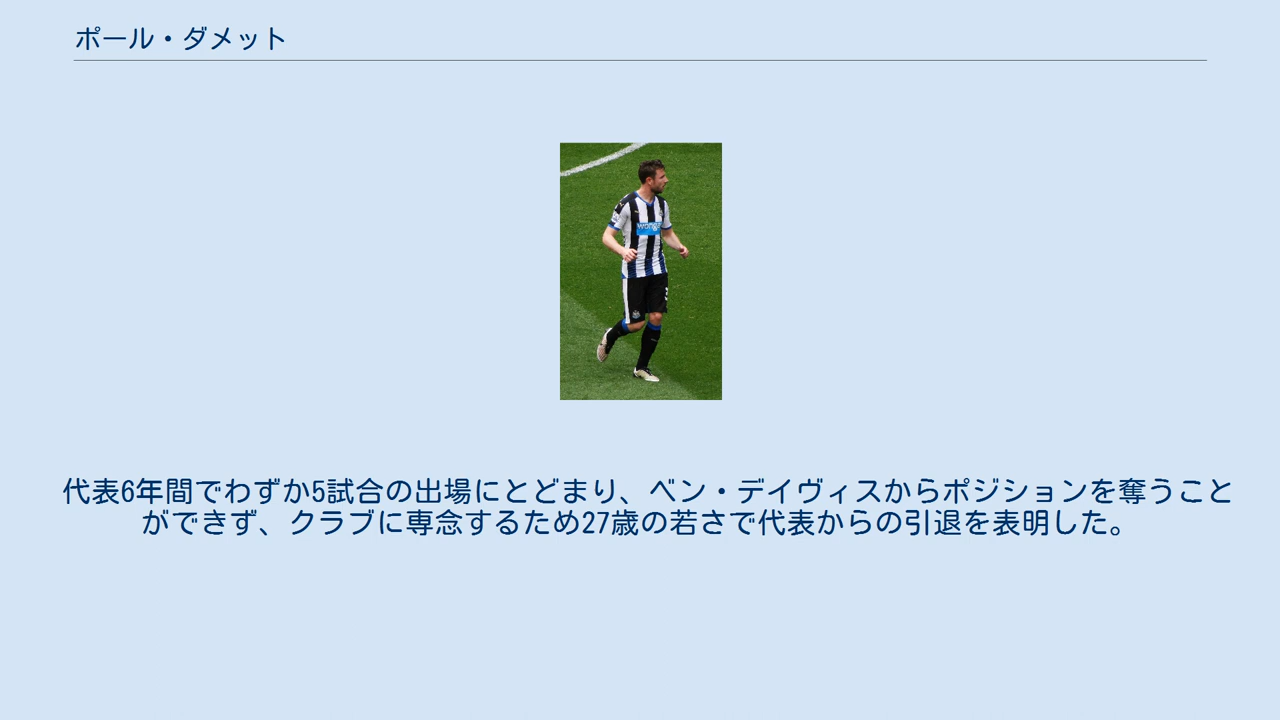 ポール・ダメット
代表6年間でわずか5試合の出場にとどまり、ベン・デイヴィスからポジションを奪うこと
ができず、クラブに専念するため27歳の若さで代表からの引退を表明した。